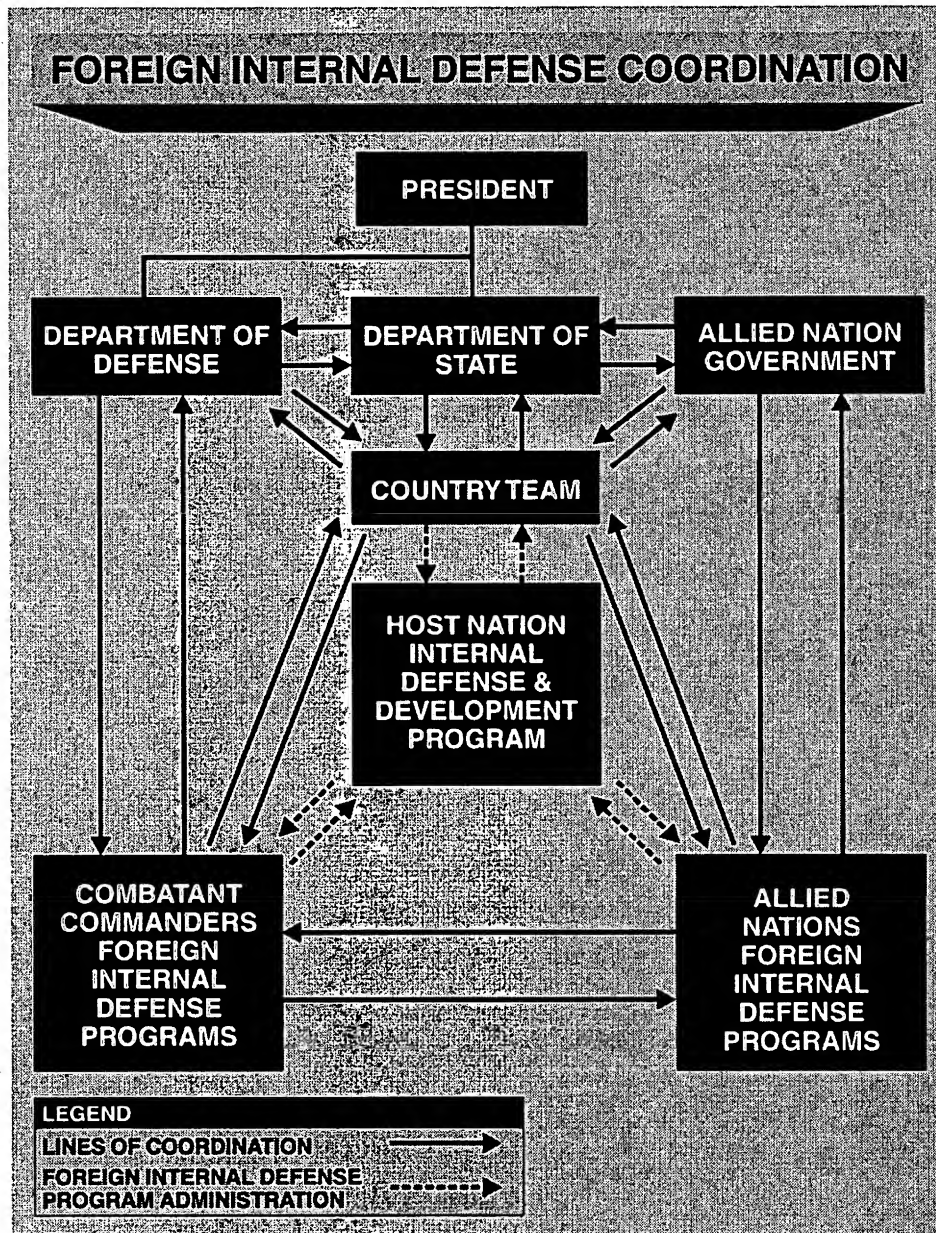 FOREIGN INTERNAL DEFENSE COORDINATION
PRESIDENT
DEPARTMENT OF
DEFENSE
DEPARTMENT OF
STATE
ALLIED NATION
GOVERNMENT
COUNTRY TEAM
HOST NATION
INTERNAL
DEFENSE &
DEVELOPMENT
PROGRAM
COMBATANT
COMMANDERS
FOREIGN
INTERNAL
DEFENSE
PROGRAMS
ALLIED
NATIONS
FOREIGN
INTERNAL
DEFENSE
PROGRAMS
LEGEND
LINES OF COORDINATION
FOREIGN INTERNAL DEFENSE
PROGRAM ADMINISTRATION